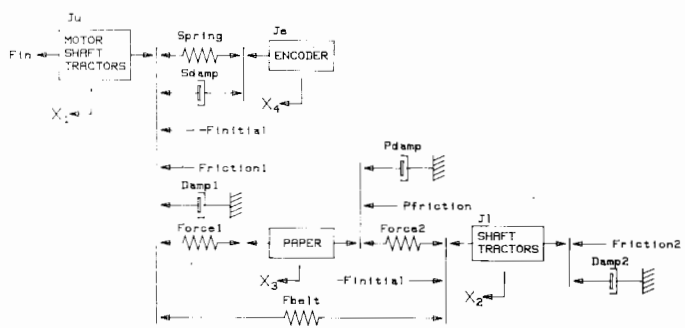 Ju
Fin
MOTOR
SHAFT
TRACTORS
X₁
Spring
Je
ENCODER
Sdamp
X₄
-Finitial
Friction1
Damp1
Pdamp
Pfriction
Force1
PAPER
X₃
Force2
Jl
SHAFT
TRACTORS
Friction2
X₂
Damp2
-Finitial
Fbelt